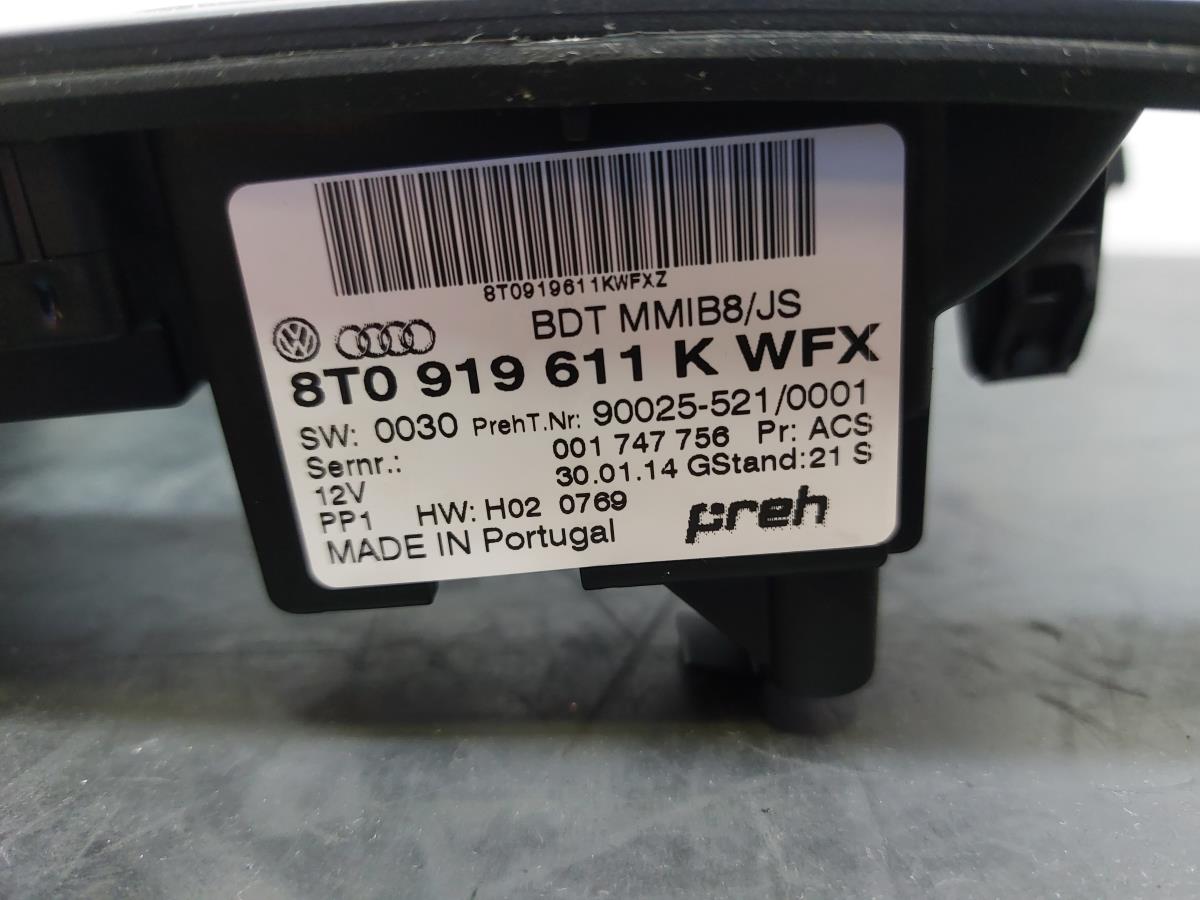 8T0919611KWFXZ
BDT MMIB8/JS
8T0 919 611 K WFX
SW: 0030 PrehT.Nr: 90025-521/0001
Sernr.: 001 747 756 Pr: ACS
12V 30.01.14 GStand:21 S
PP1 HW: H02 0769
MADE IN Portugal preh